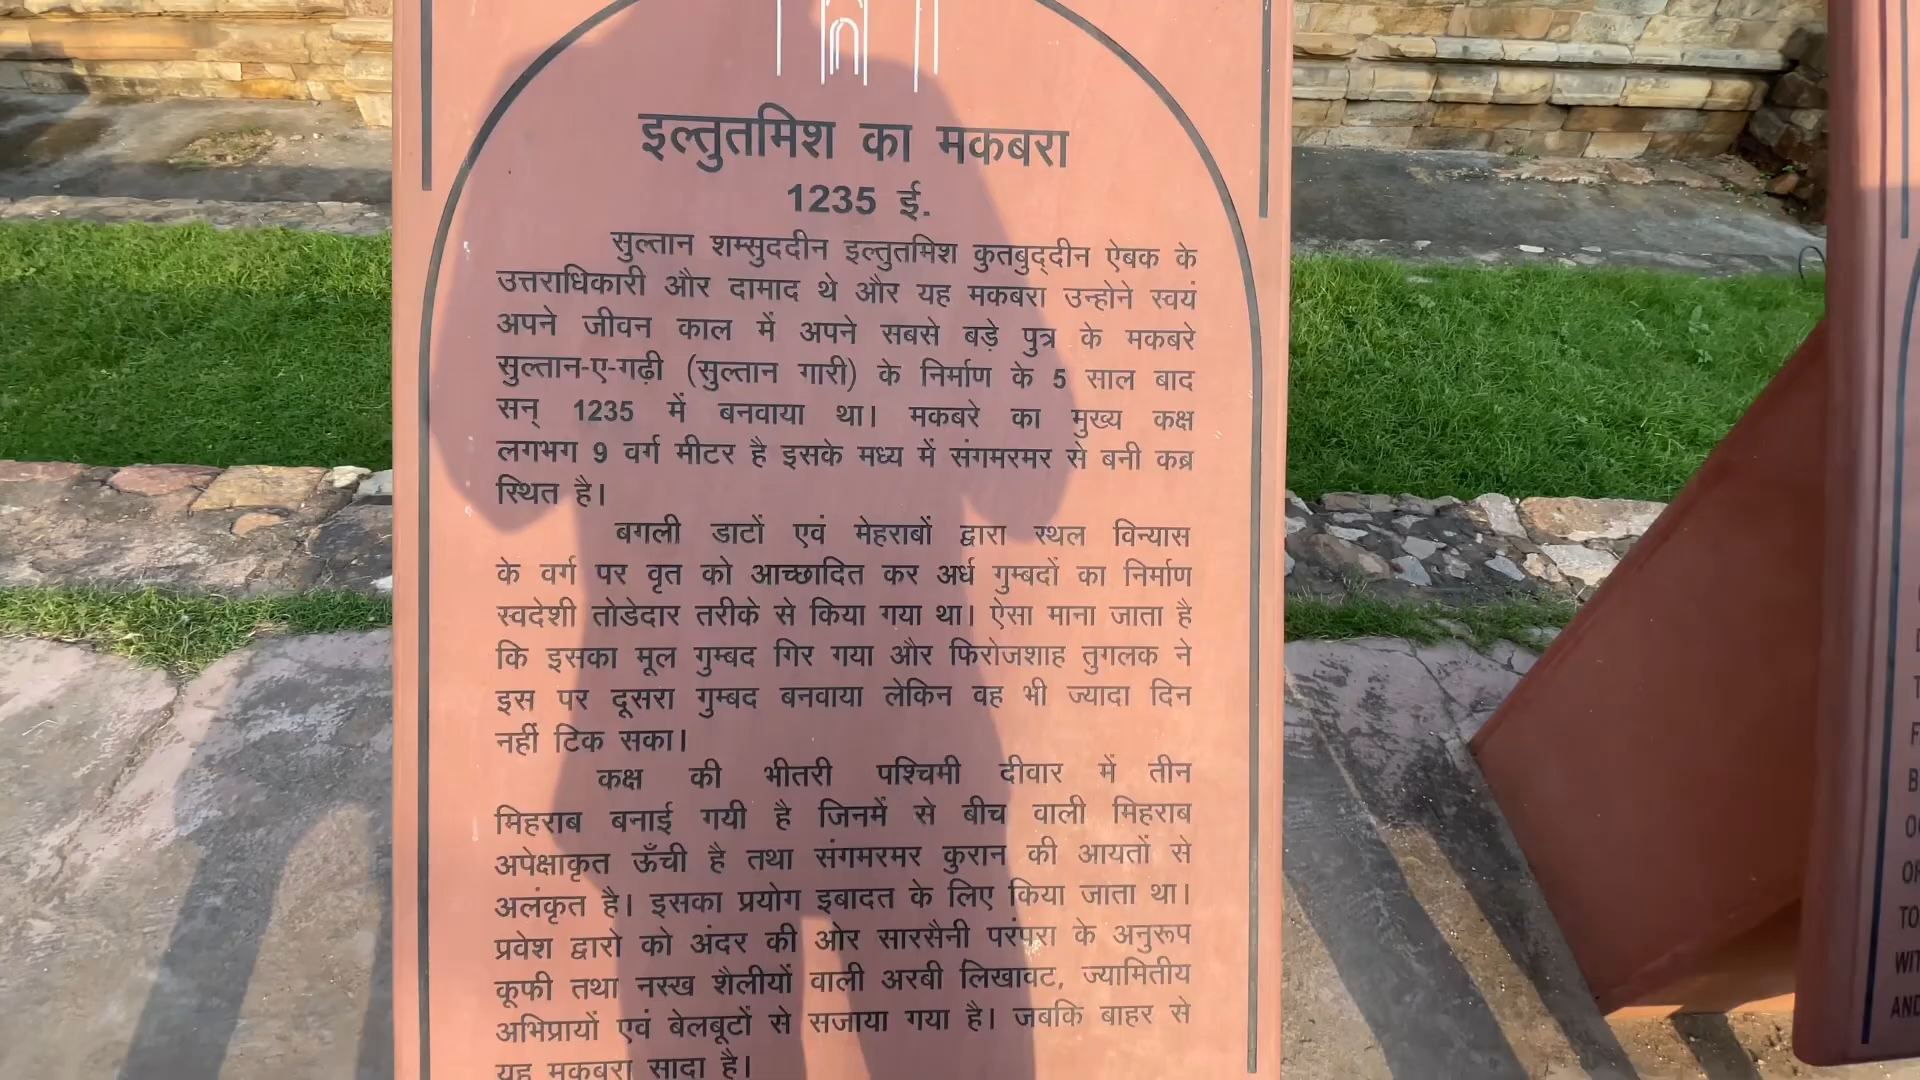 इल्तुतमिश का मकबरा
1235 ई.
सुल्तान शम्सुददीन इल्तुतमिश कुतबुद्दीन ऐबक के
उत्तराधिकारी और दामाद थे और यह मकबरा उन्होने स्वयं
अपने जीवन काल में अपने सबसे बड़े पुत्र के मकबरे
सुल्तान-ए-गढ़ी (सुल्तान गारी) के निर्माण के 5 साल बाद
सन् 1235 में बनवाया था। मकबरे का मुख्य कक्ष
लगभग 9 वर्ग मीटर है इसके मध्य में संगमरमर से बनी कब्र
स्थित है।
बगली डाटों एवं मेहराबों द्वारा स्थल विन्यास
के वर्ग पर वृत को आच्छादित कर अर्ध गुम्बदों का निर्माण
स्वदेशी तोडेदार तरीके से किया गया था। ऐसा माना जाता है
कि इसका मूल गुम्बद गिर गया और फिरोजशाह तुगलक ने
इस पर दूसरा गुम्बद बनवाया लेकिन वह भी ज्यादा दिन
नहीं टिक सका।
कक्ष की भीतरी पश्चिमी दीवार में तीन
मिहराब बनाई गयी है जिनमें से बीच वाली मिहराब
अपेक्षाकृत ऊँची है तथा संगमरमर कुरान की आयतों से
अलंकृत है। इसका प्रयोग इबादत के लिए किया जाता था।
प्रवेश द्वारो को अंदर की ओर सारसैनी परंपरा के अनुरूप
कूफी तथा नस्ख शैलीयों वाली अरबी लिखावट, ज्यामितीय
अभिप्रायों एवं बेलबूटों से सजाया गया है। जबकि बाहर से
यह मकबरा सादा है।
TO
AND